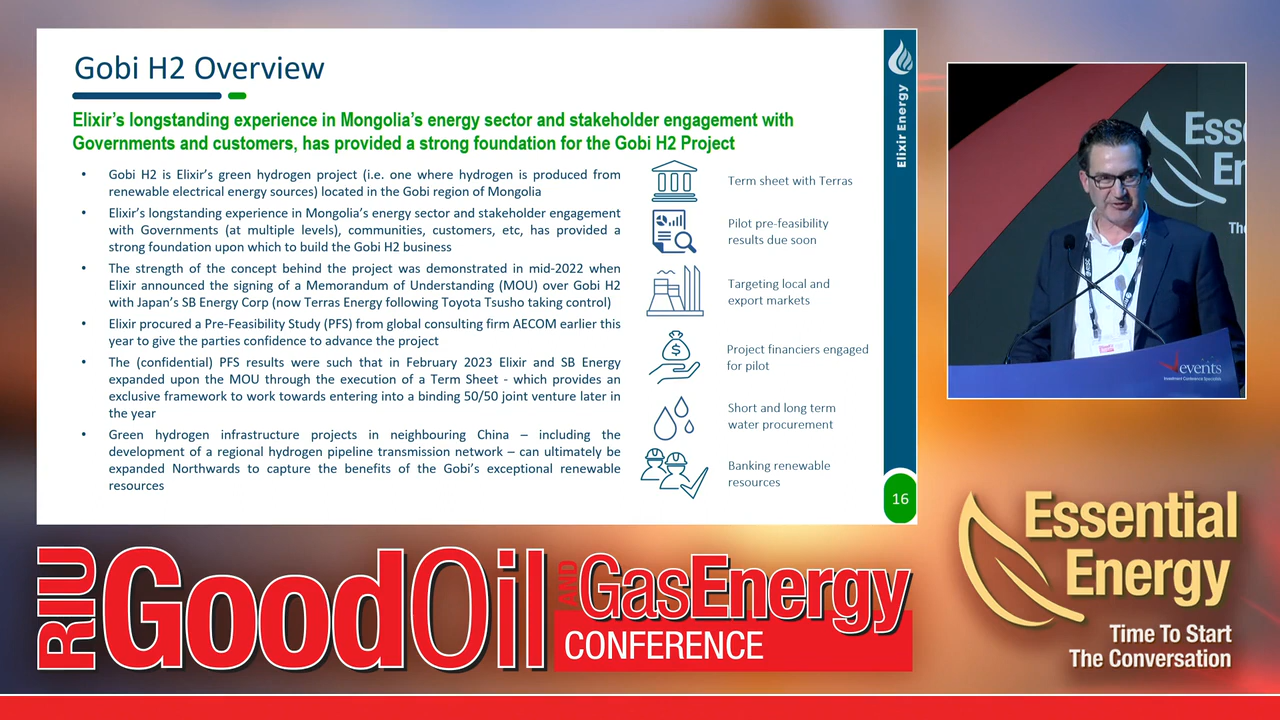 Gobi H2 Overview
Elixir's longstanding experience in Mongolia's energy sector and stakeholder engagement with
Governments and customers, has provided a strong foundation for the Gobi H2 Project
• Gobi H2 is Elixir's green hydrogen project (i.e. one where hydrogen is produced from
renewable electrical energy sources) located in the Gobi region of Mongolia
• Elixir's longstanding experience in Mongolia's energy sector and stakeholder engagement
with Governments (at multiple levels), communities, customers, etc, has provided a
strong foundation upon which to build the Gobi H2 business
• The strength of the concept behind the project was demonstrated in mid-2022 when
Elixir announced the signing of a Memorandum of Understanding (MOU) over Gobi H2
with Japan's SB Energy Corp (now Terras Energy following Toyota Tsusho taking control)
• Elixir procured a Pre-Feasibility Study (PFS) from global consulting firm AECOM earlier this
year to give the parties confidence to advance the project
• The (confidential) PFS results were such that in February 2023 Elixir and SB Energy
expanded upon the MOU through the execution of a Term Sheet - which provides an
exclusive framework to work towards entering into a binding 50/50 joint venture later in
the year
• Green hydrogen infrastructure projects in neighbouring China – including the
development of a regional hydrogen pipeline transmission network – can ultimately be
expanded Northwards to capture the benefits of the Gobi's exceptional renewable
resources
Term sheet with Terras
Pilot pre-feasibility
results due soon
Targeting local and
export markets
$
Project financiers engaged
for pilot
Short and long term
water procurement
Banking renewable
resources
Elixir Energy
16
Ess
Energ
The
Vevents
Investment Conference Specialists
RIU
GoodOil
AND
GasEnergy
CONFERENCE
Essential
Energy
Time To Start
The Conversation